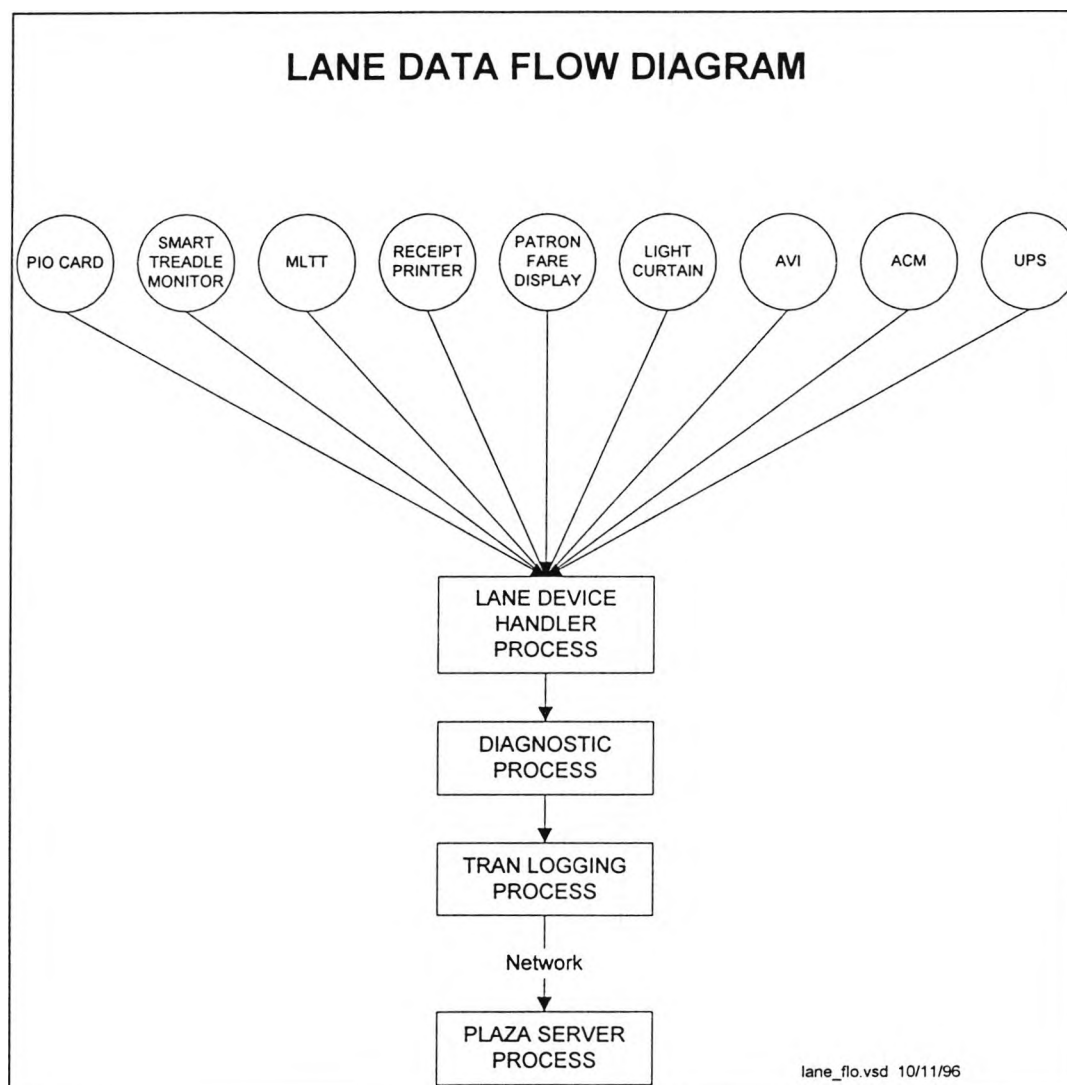 LANE DATA FLOW DIAGRAM
PIO CARD
SMART
TREADLE
MONITOR
MLTT
RECEIPT
PRINTER
PATRON
FARE
DISPLAY
LIGHT
CURTAIN
AVI
ACM
UPS
LANE DEVICE
HANDLER
PROCESS
DIAGNOSTIC
PROCESS
TRAN LOGGING
PROCESS
Network
PLAZA SERVER
PROCESS
lane_flo.vsd 10/11/96